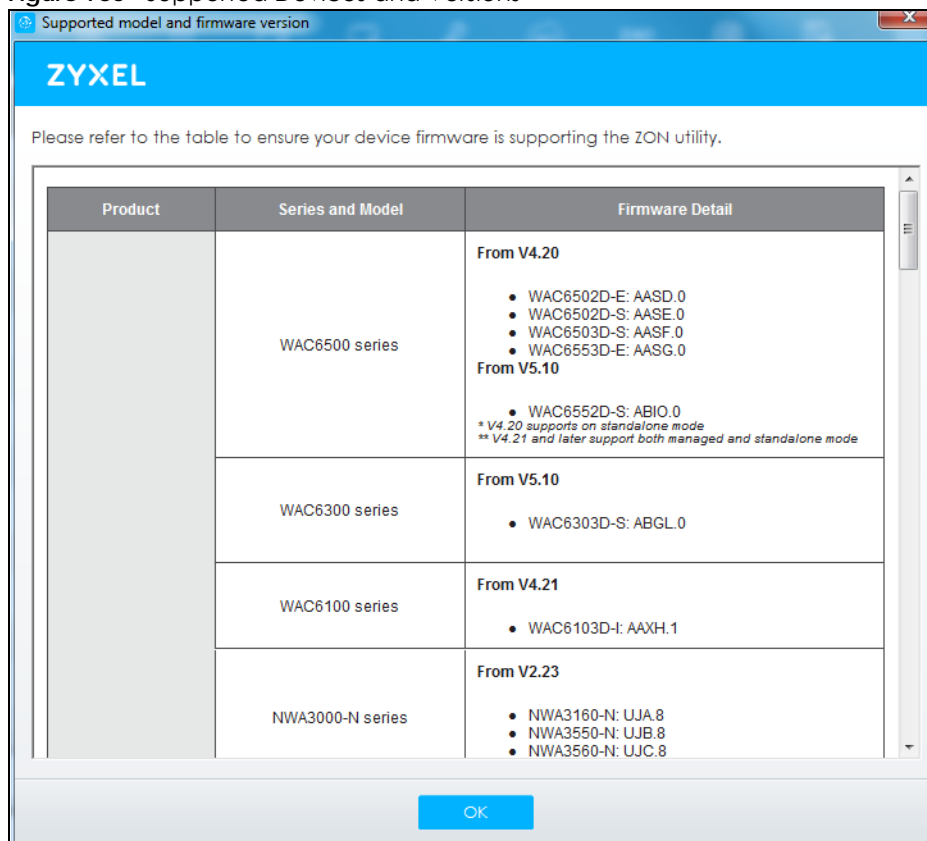 Supported model and firmware version
ZYXEL
Please refer to the table to ensure your device firmware is supporting the ZON utility.
Product Series and Model Firmware Detail
WAC6500 series
From V4.20
• WAC6502D-E: AASD.0
• WAC6502D-S: AASE.0
• WAC6503D-S: AASF.0
• WAC6553D-E: AASG.0
From V5.10
• WAC6552D-S: ABIO.0
* V4.20 supports on standalone mode
** V4.21 and later support both managed and standalone mode
WAC6300 series
From V5.10
• WAC6303D-S: ABGL.0
WAC6100 series
From V4.21
• WAC6103D-I: AAXH.1
NWA3000-N series
From V2.23
• NWA3160-N: UJA.8
• NWA3550-N: UJB.8
• NWA3560-N: UJC.8
OK